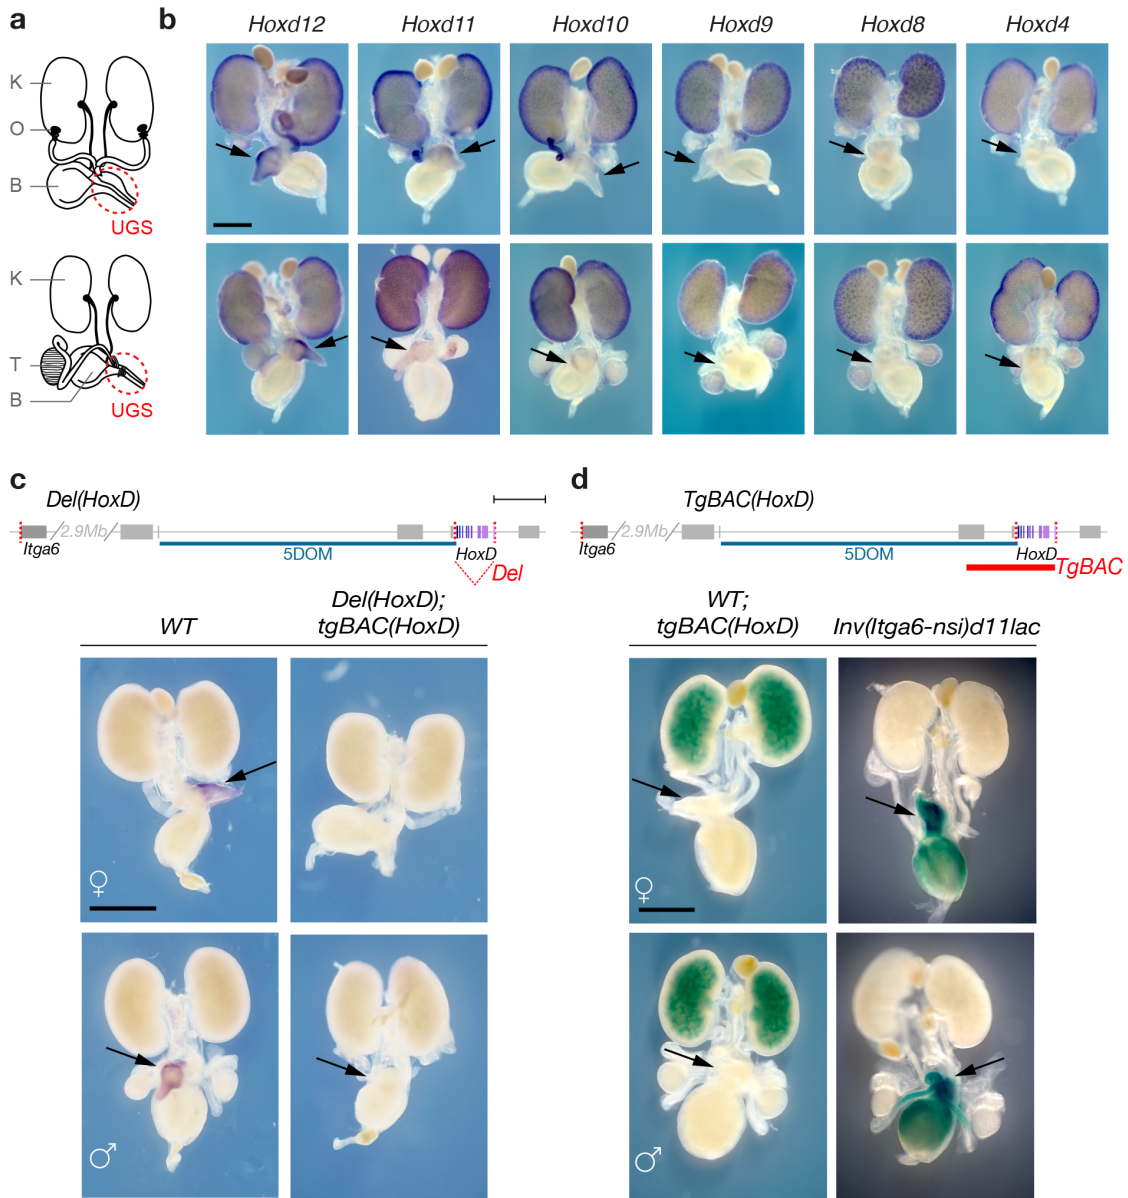 a
b
Hoxd12
Hoxd11
Hoxd10
Hoxd9
Hoxd8
Hoxd4
K
O
B
UGS
K
T
B
UGS
c
Del(HoxD)
2.9Mb
Itga6
5DOM
HoxD
Del
WT
Del(HoxD);
tgBAC(HoxD)
♀
♂
d
TgBAC(HoxD)
2.9Mb
Itga6
5DOM
HoxD
TgBAC
WT;
tgBAC(HoxD)
Inv(Itga6-nsi)d11lac
♀
♂